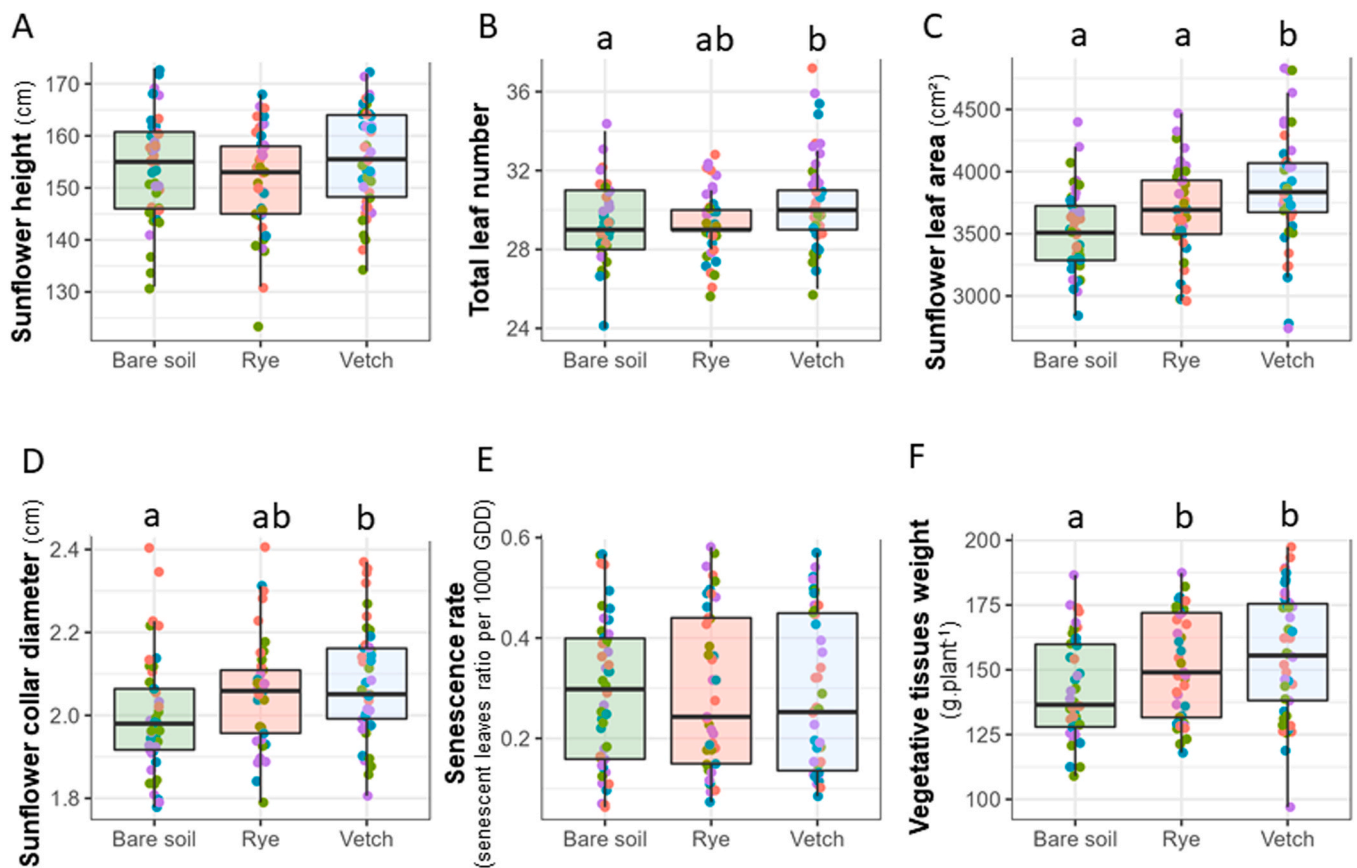 A
Sunflower height (cm)
170
160
150
140
130
Bare soil Rye Vetch
B
a ab b
Total leaf number
36
32
28
24
Bare soil Rye Vetch
C
a a b
Sunflower leaf area (cm²)
4500
4000
3500
3000
Bare soil Rye Vetch
D
a ab b
Sunflower collar diameter (cm)
2.4
2.2
2.0
1.8
Bare soil Rye Vetch
E
Senescence rate
(senescent leaves ratio per 1000 GDD)
0.6
0.4
0.2
Bare soil Rye Vetch
F
a b b
Vegetative tissues weight
(g.plant⁻¹)
200
175
150
125
100
Bare soil Rye Vetch